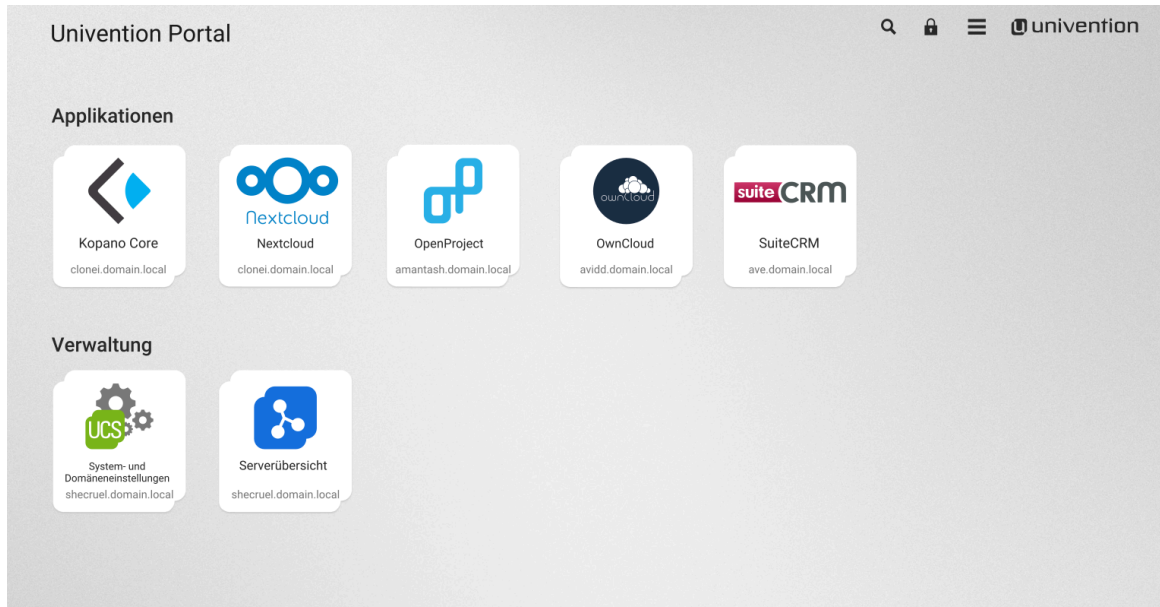 Univention Portal
univention
Applikationen
Nextcloud
ownCloud
suite CRM
Kopano Core
Nextcloud
OpenProject
OwnCloud
SuiteCRM
clonei.domain.local
clonei.domain.local
amantash.domain.local
avidd.domain.local
ave.domain.local
Verwaltung
UCS
System- und
Domäneneinstellungen
Serverübersicht
shecruel.domain.local
shecruel.domain.local